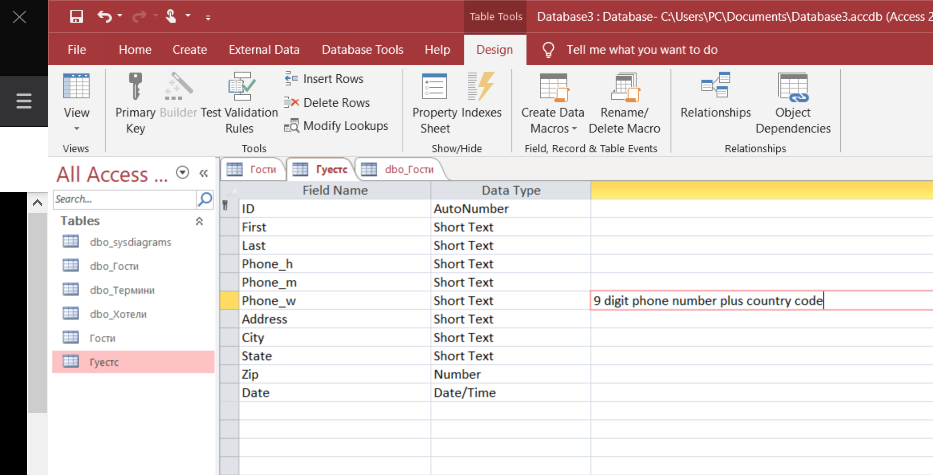 Table Tools
Database3 : Database- C:\Users\PC\Documents\Database3.accdb (Access 2
File Home Create External Data Database Tools Help Design Tell me what you want to do
View
Primary Key
Builder
Test Validation Rules
Insert Rows
Delete Rows
Modify Lookups
Property Sheet
Indexes
Create Data Macros
Rename/ Delete Macro
Relationships
Object Dependencies
Views
Tools
Show/Hide
Field, Record & Table Events
Relationships
All Access ...
Search...
Tables
dbo_sysdiagrams
dbo_Гости
dbo_Термини
dbo_Хотели
Гости
Гуестс
Гости Гуестс dbo_Гости
Field Name Data Type
ID AutoNumber
First Short Text
Last Short Text
Phone_h Short Text
Phone_m Short Text
Phone_w Short Text 9 digit phone number plus country code
Address Short Text
City Short Text
State Short Text
Zip Number
Date Date/Time